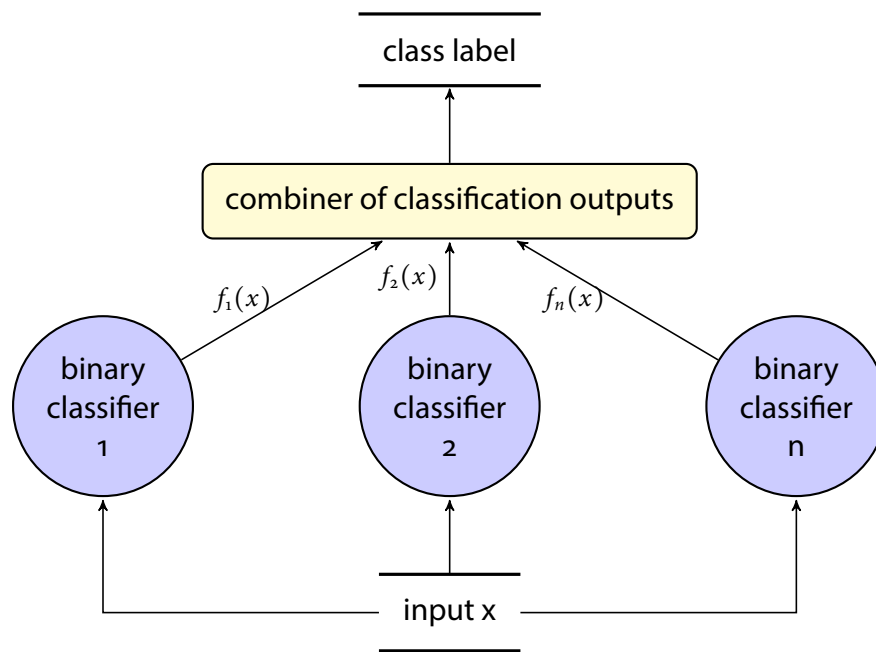 class label
combiner of classification outputs
f₁(x)
f₂(x)
fₙ(x)
binary
classifier
1
binary
classifier
2
binary
classifier
n
input x